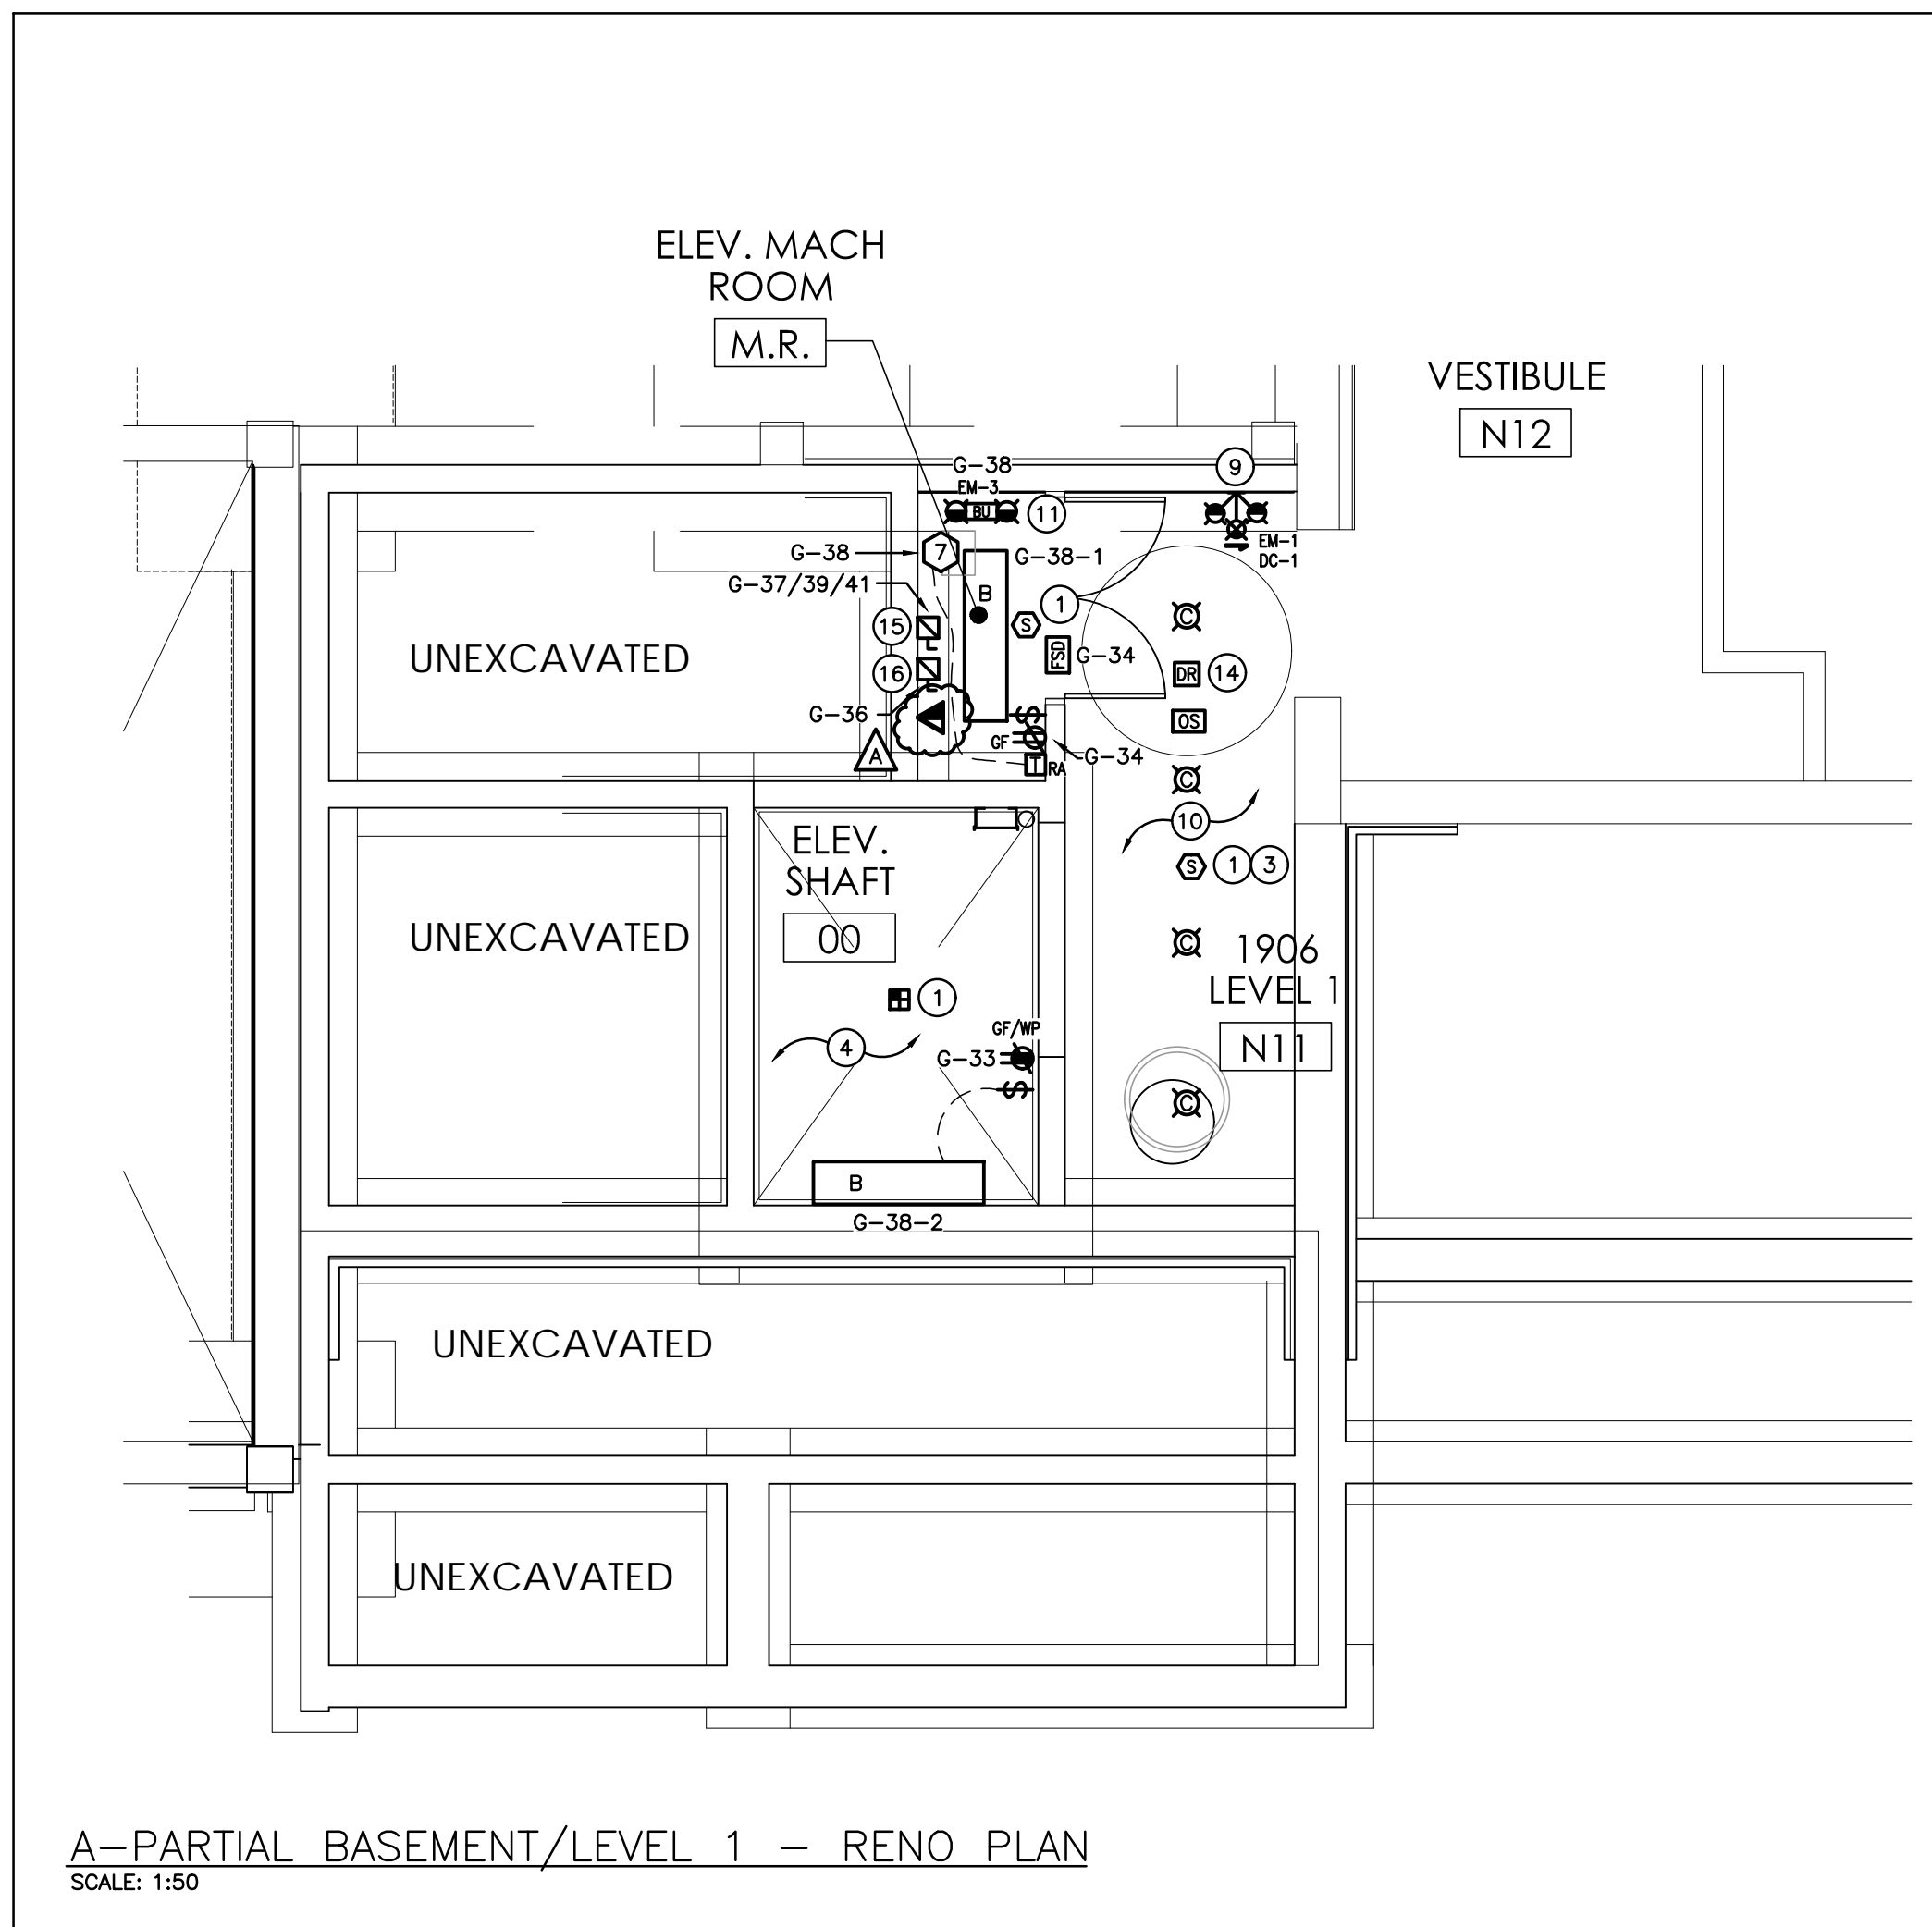 ELEV. MACH
ROOM
M.R.
VESTIBULE
N12
G-38
9
EM-3
BU
11
EM-1
DC-1
G-38
7
G-38-1
G-37/39/41
B
1
C
15
S
FSD
G-34
UNEXCAVATED
16
DR
14
G-36
OS
GF
A
G-34
T
RA
C
10
ELEV.
SHAFT
00
S
1
3
UNEXCAVATED
C
1906
LEVEL 1
N11
1
GF/WP
4
G-33
C
B
G-38-2
UNEXCAVATED
UNEXCAVATED
A-PARTIAL BASEMENT/LEVEL 1 - RENO PLAN
SCALE: 1:50